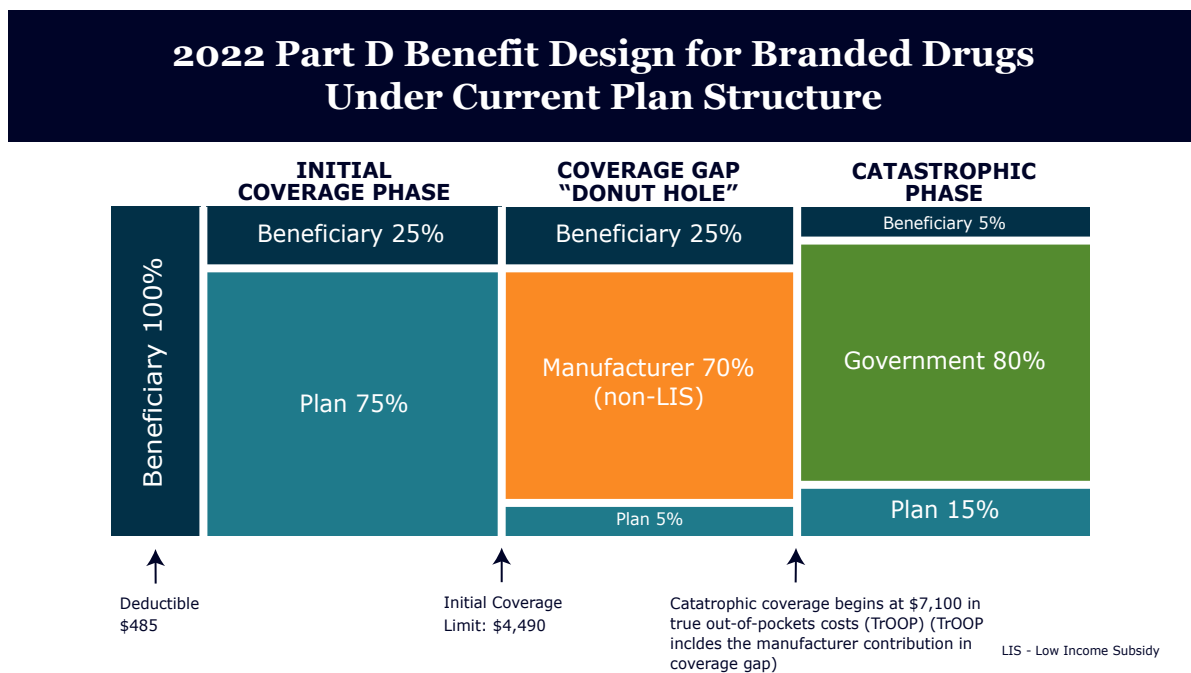 2022 Part D Benefit Design for Branded Drugs
Under Current Plan Structure
INITIAL
COVERAGE PHASE
COVERAGE GAP
“DONUT HOLE”
CATASTROPHIC
PHASE
Beneficiary 100%
Beneficiary 25%
Plan 75%
Beneficiary 25%
Manufacturer 70%
(non-LIS)
Plan 5%
Beneficiary 5%
Government 80%
Plan 15%
Deductible
$485
Initial Coverage
Limit: $4,490
Catatrophic coverage begins at $7,100 in
true out-of-pockets costs (TrOOP) (TrOOP
incldes the manufacturer contribution in
coverage gap)
LIS - Low Income Subsidy